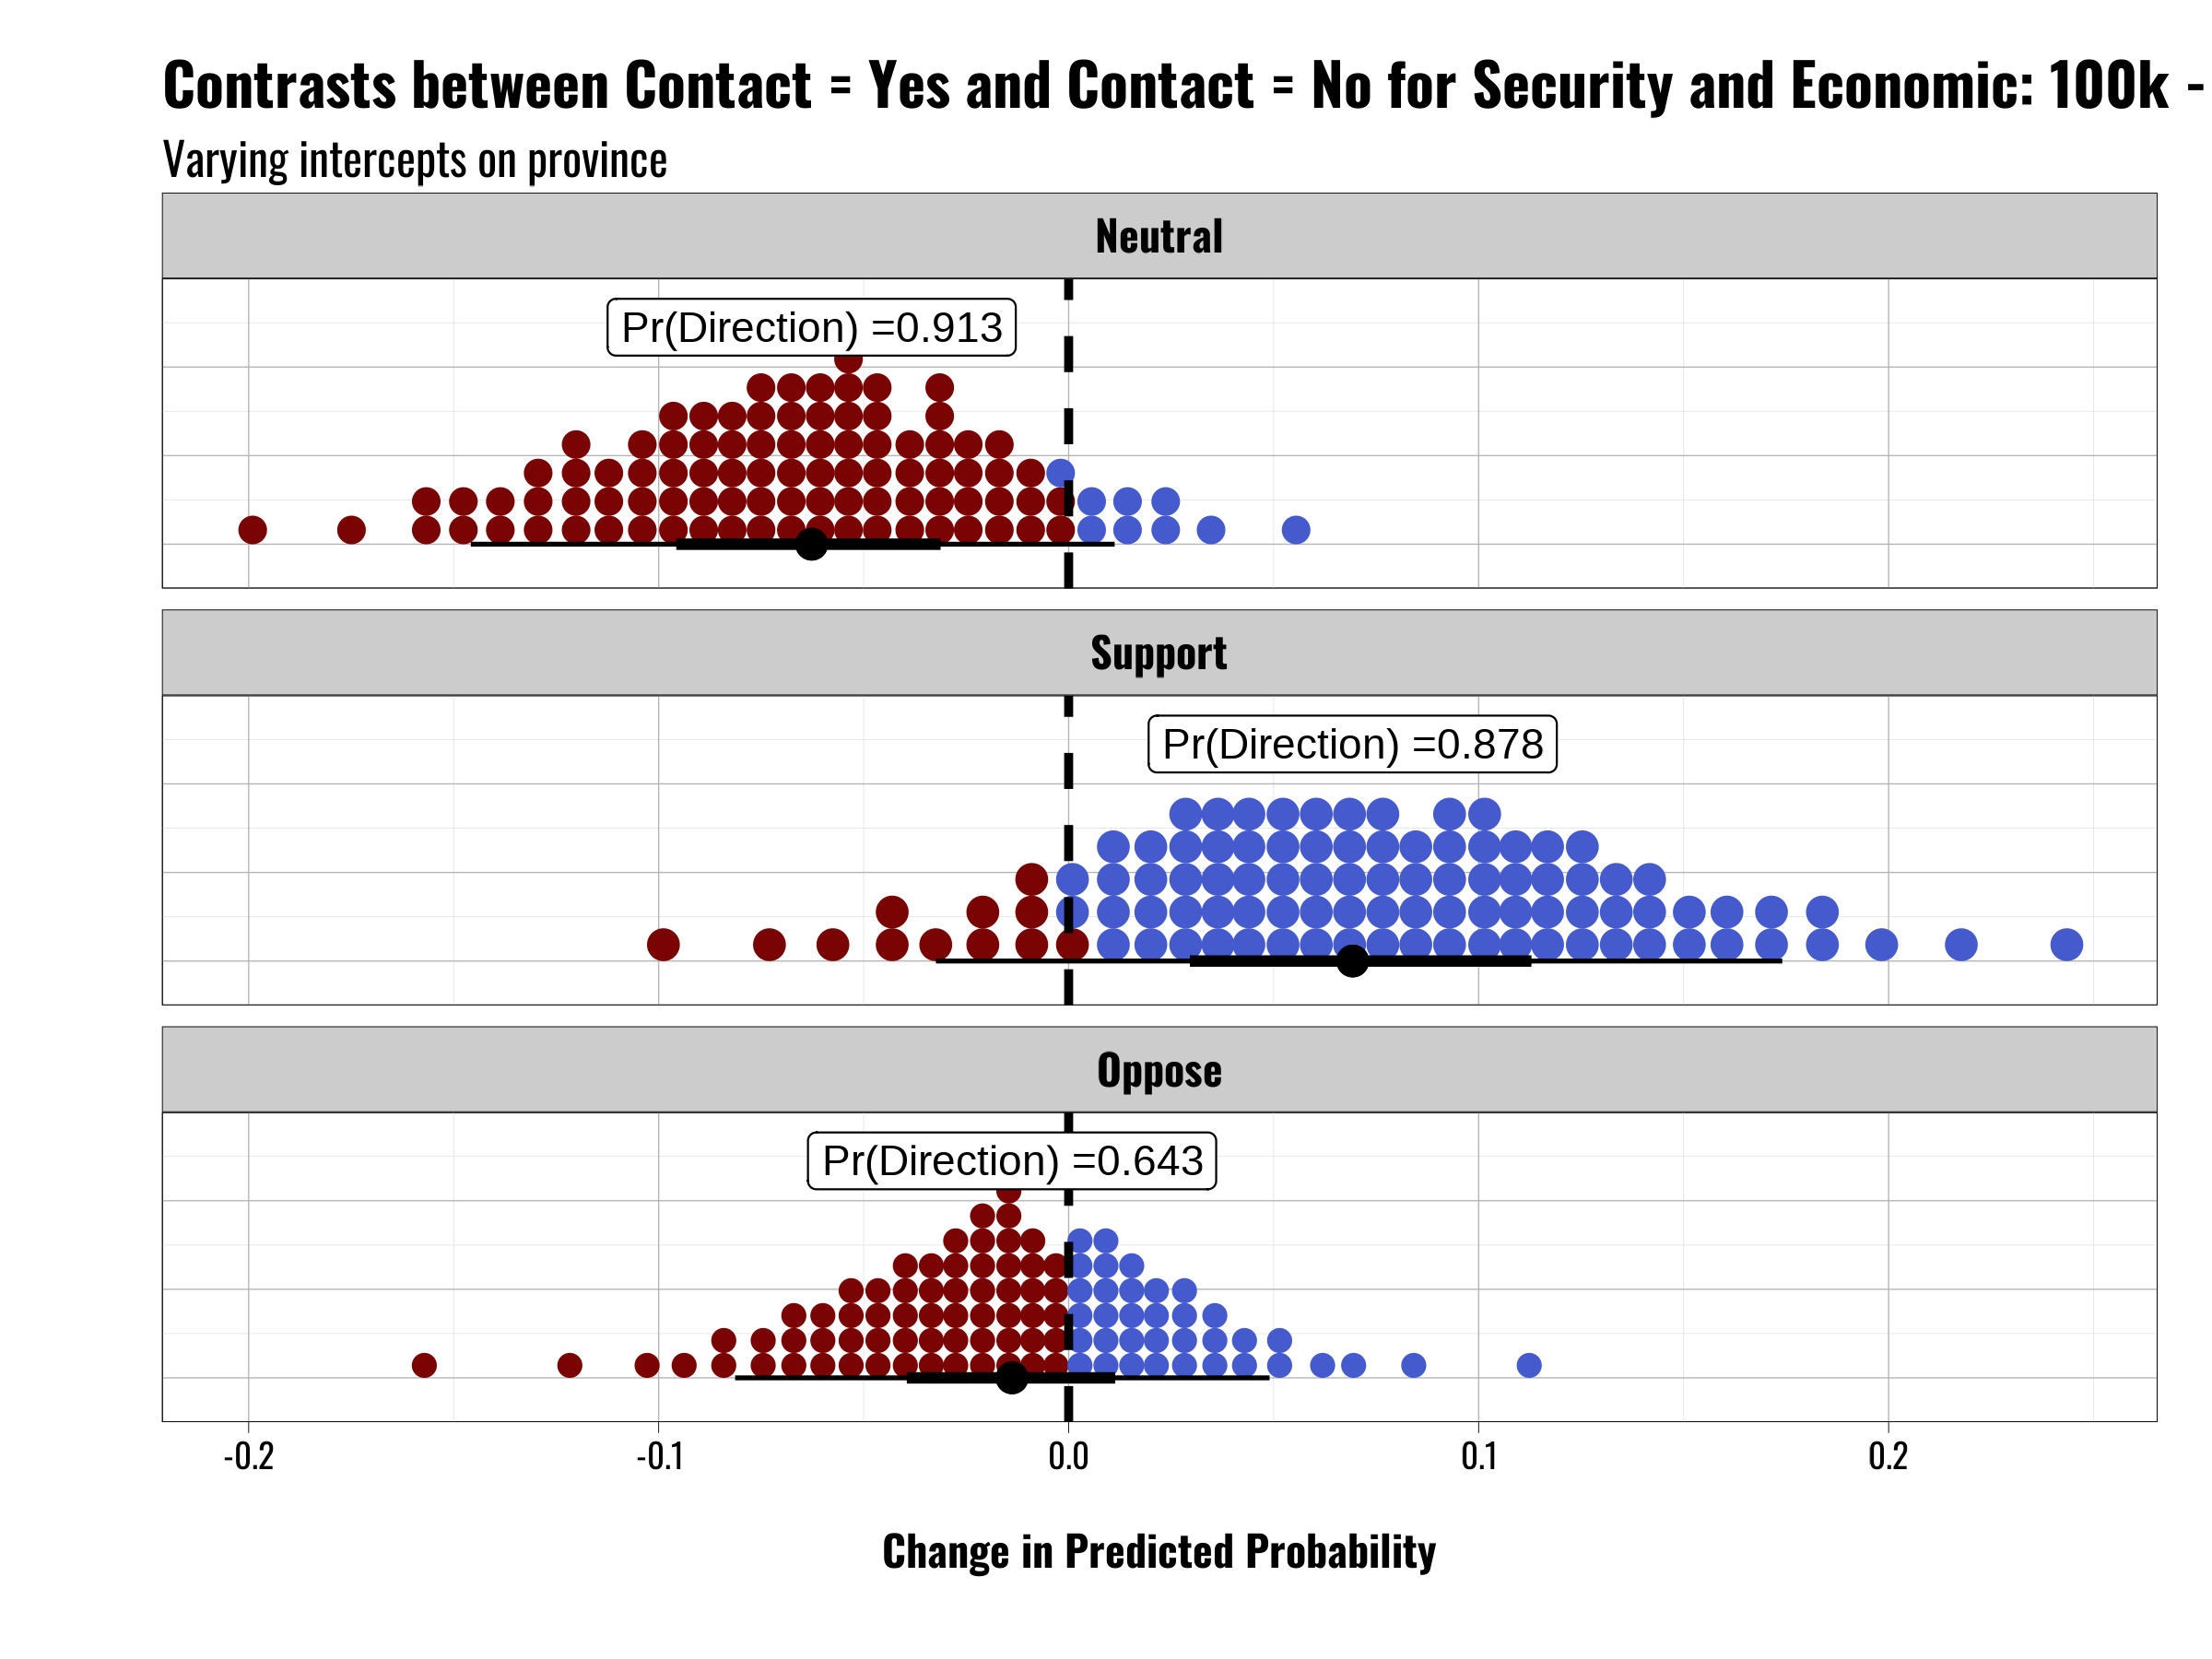 Contrasts between Contact = Yes and Contact = No for Security and Economic: 100k -
Varying intercepts on province
Neutral
Pr(Direction) =0.913
Support
Pr(Direction) =0.878
Oppose
Pr(Direction) =0.643
-0.2 -0.1 0.0 0.1 0.2
Change in Predicted Probability